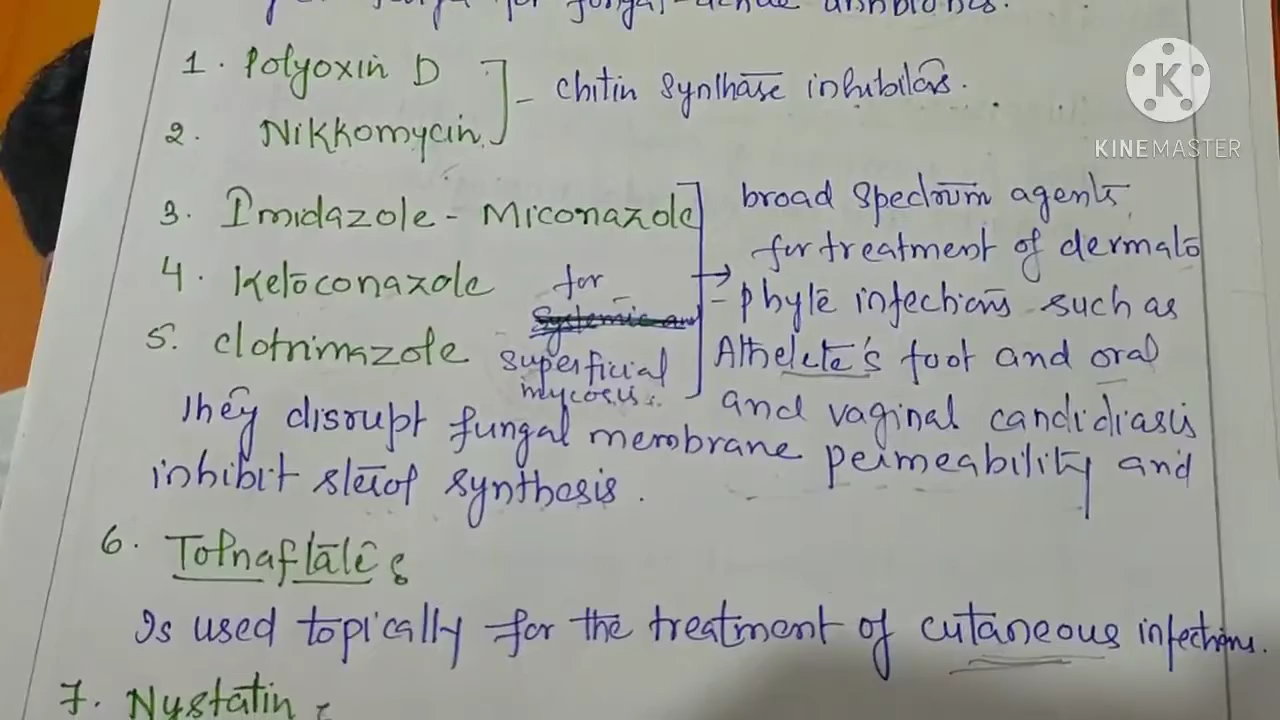 for fungal
1. Polyoxin D
2. Nikkomycin
- chitin synthase inhibitors.
3. Imidazole - Miconazole
4. Ketoconazole
5. clotrimazole
for
superficial
mycosis.
broad spectrum agents
for treatment of dermato
- phyte infections such as
Athelete's foot and oral
and vaginal candidiasis
They disrupt fungal membrane permeability and
inhibit sterol synthesis.
6. Tolnaftate :
Is used topically for the treatment of cutaneous infections.
7. Nystatin :
K
KINEMASTER